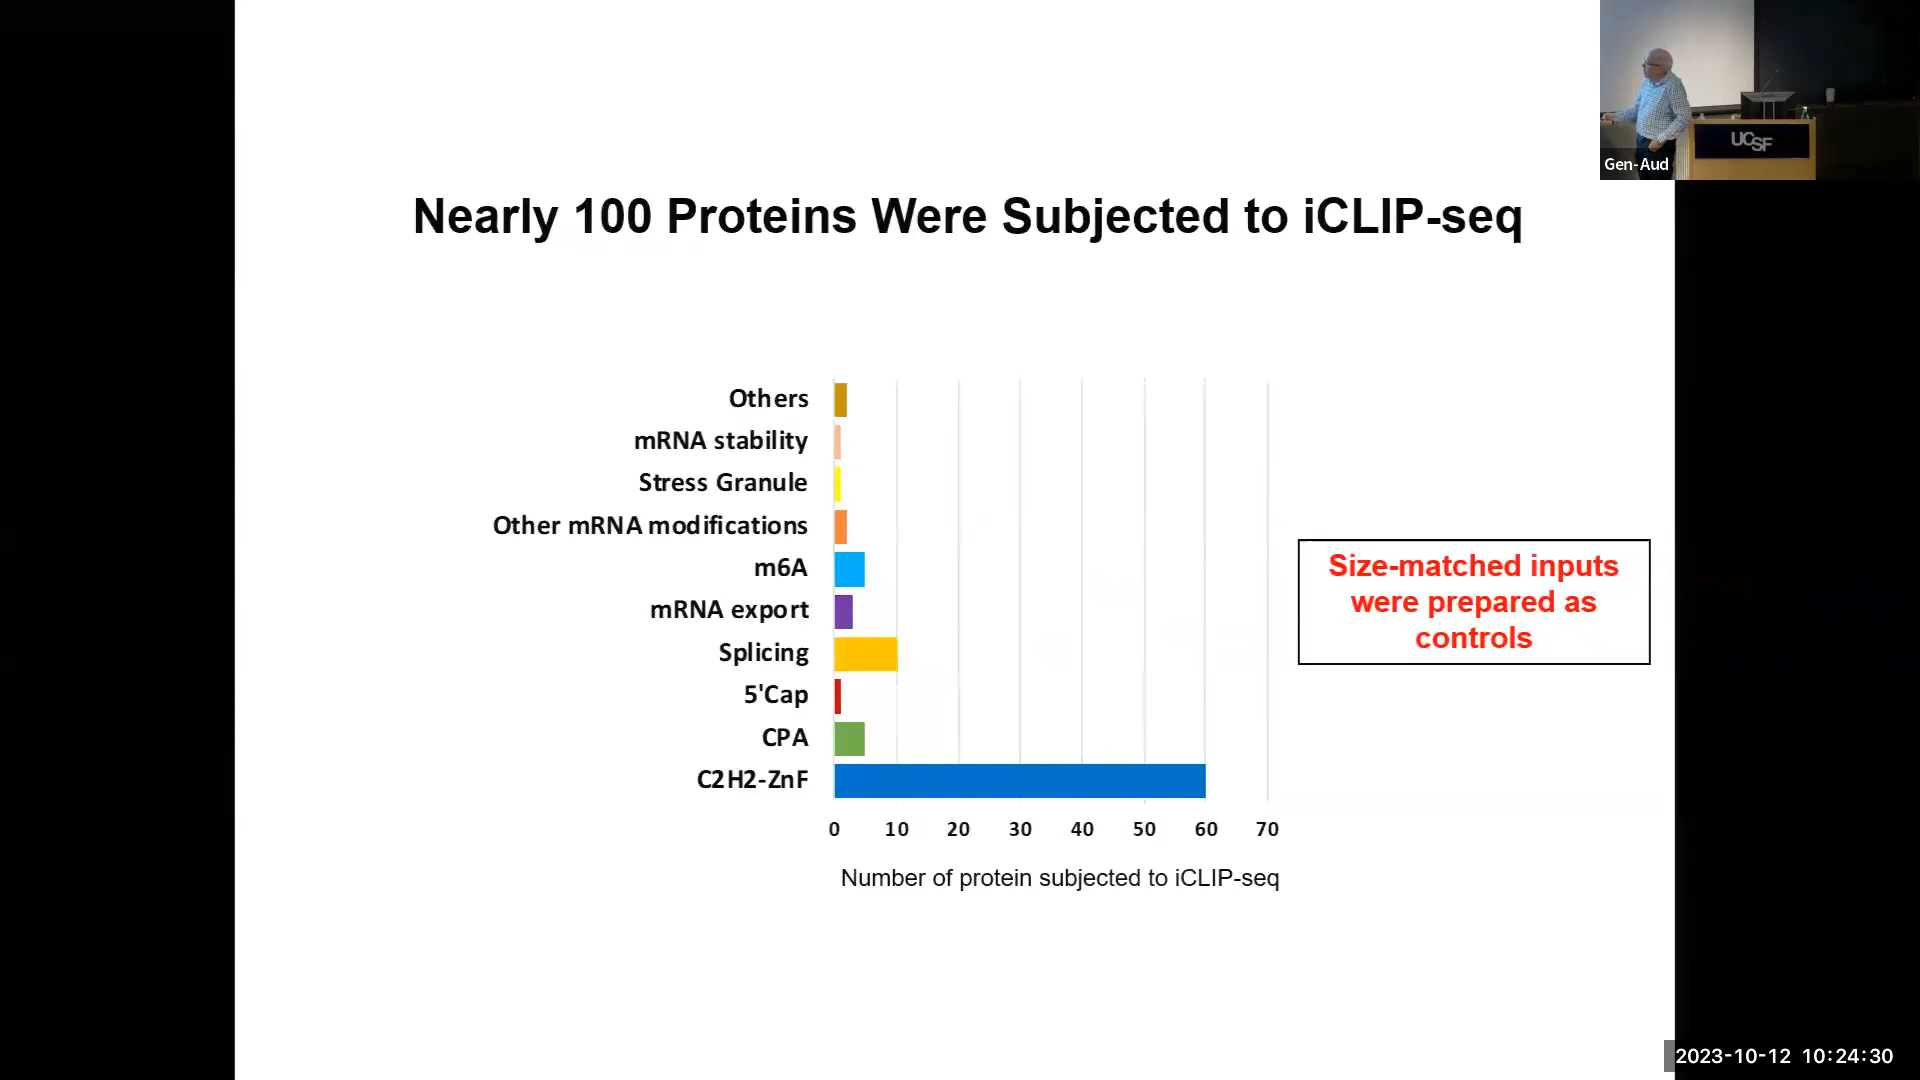 UCSF
Gen-Aud
Nearly 100 Proteins Were Subjected to iCLIP-seq
Others
mRNA stability
Stress Granule
Other mRNA modifications
m6A
mRNA export
Splicing
5'Cap
CPA
C2H2-ZnF
0 10 20 30 40 50 60 70
Number of protein subjected to iCLIP-seq
Size-matched inputs
were prepared as
controls
2023-10-12 10:24:30